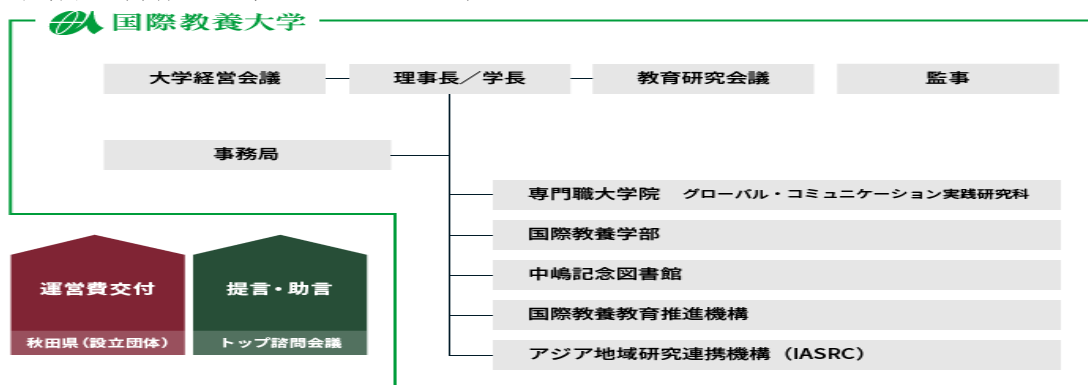 国際教養大学
大学経営会議
理事長／学長
教育研究会議
監事
事務局
専門職大学院 グローバル・コミュニケーション実践研究科
国際教養学部
中嶋記念図書館
国際教養教育推進機構
アジア地域研究連携機構（IASRC）
運営費交付
秋田県（設立団体）
提言・助言
トップ諮問会議